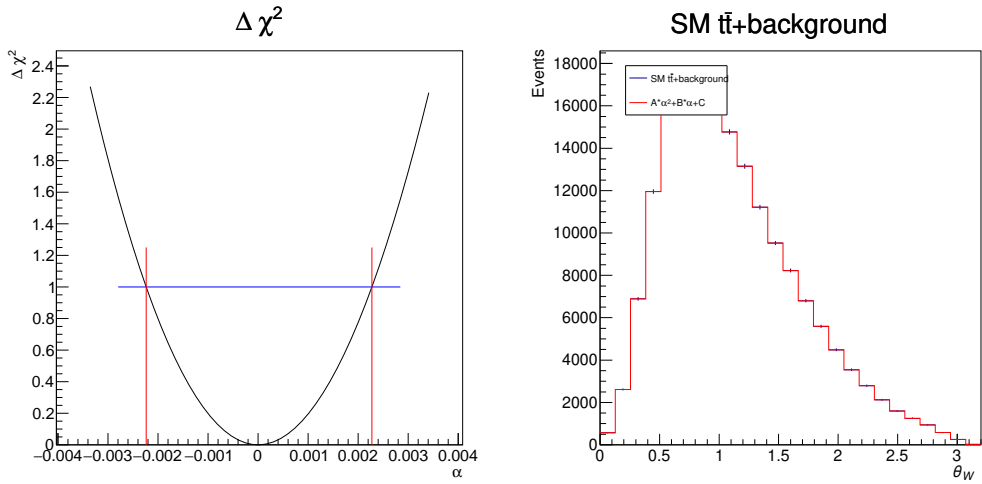 Δ χ²
Δ χ²
2.4
2.2
2
1.8
1.6
1.4
1.2
1
0.8
0.6
0.4
0.2
0
−0.004 −0.003 −0.002 −0.001 0 0.001 0.002 0.003 0.004
α
SM tt̄+background
Events
18000
16000
14000
12000
10000
8000
6000
4000
2000
0
SM tt̄+background
A*α²+B*α+C
0 0.5 1 1.5 2 2.5 3
θ_W